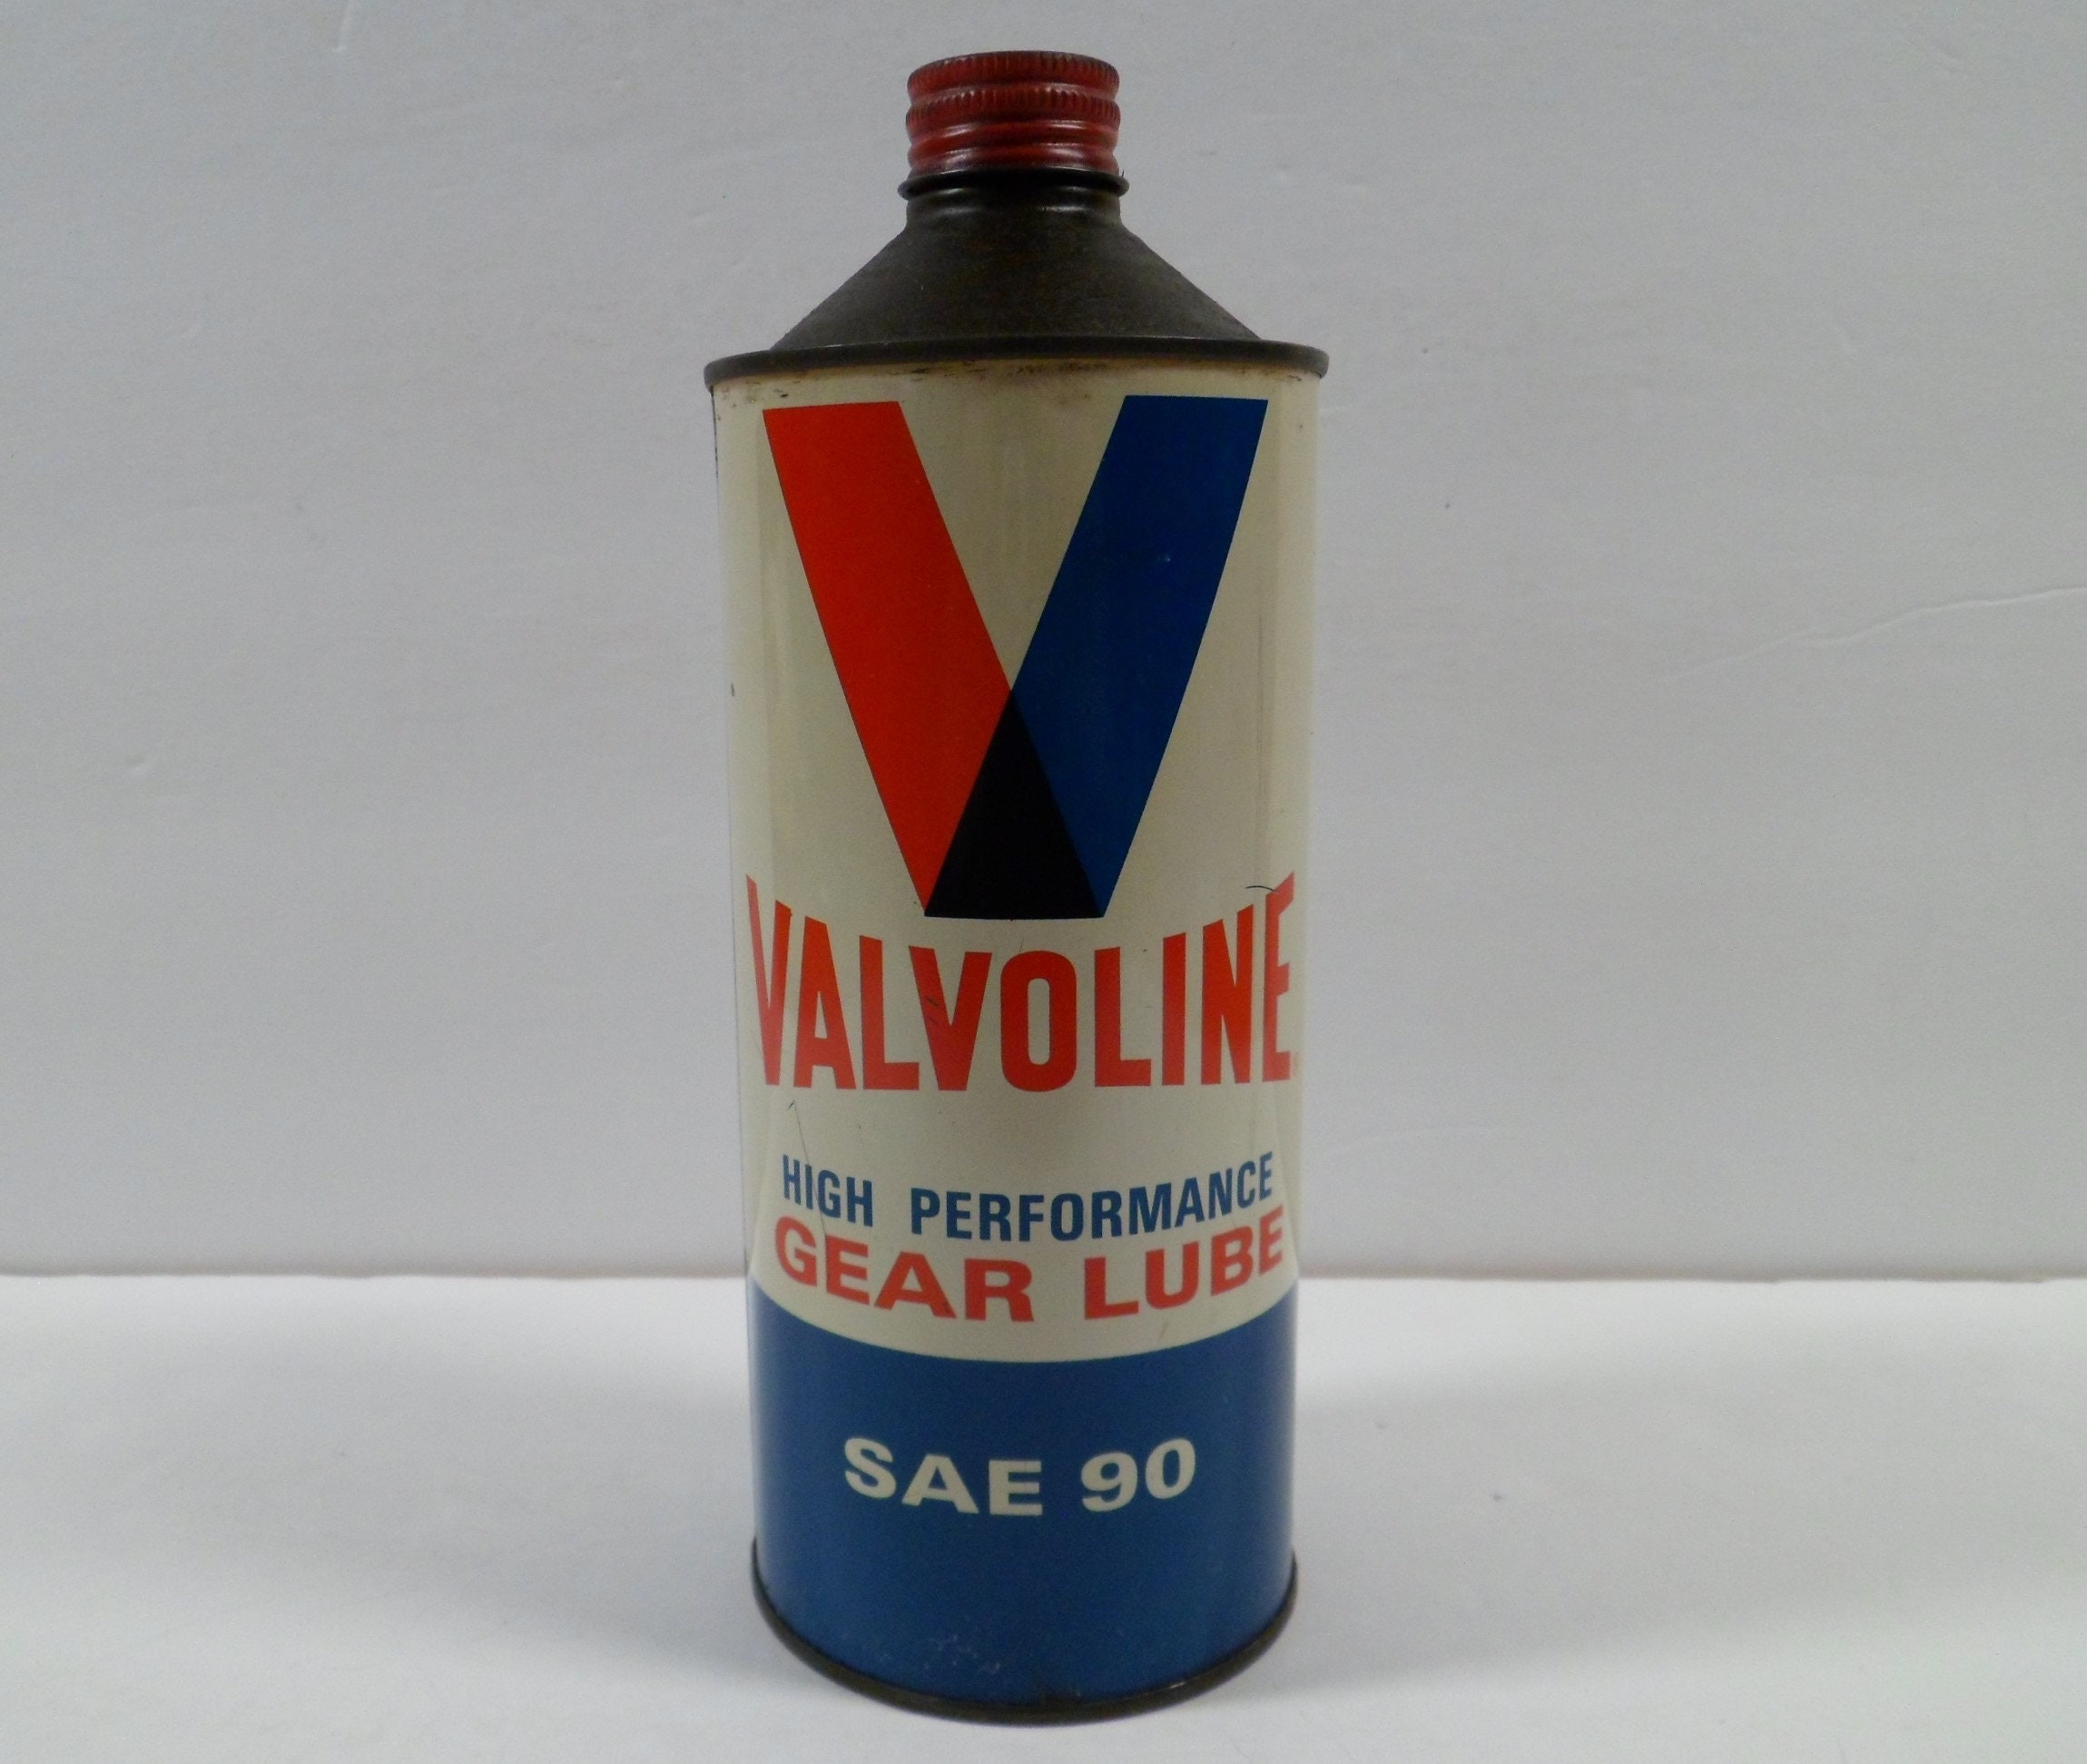 VALVOLINE
HIGH PERFORMANCE
GEAR LUBE
SAE 90